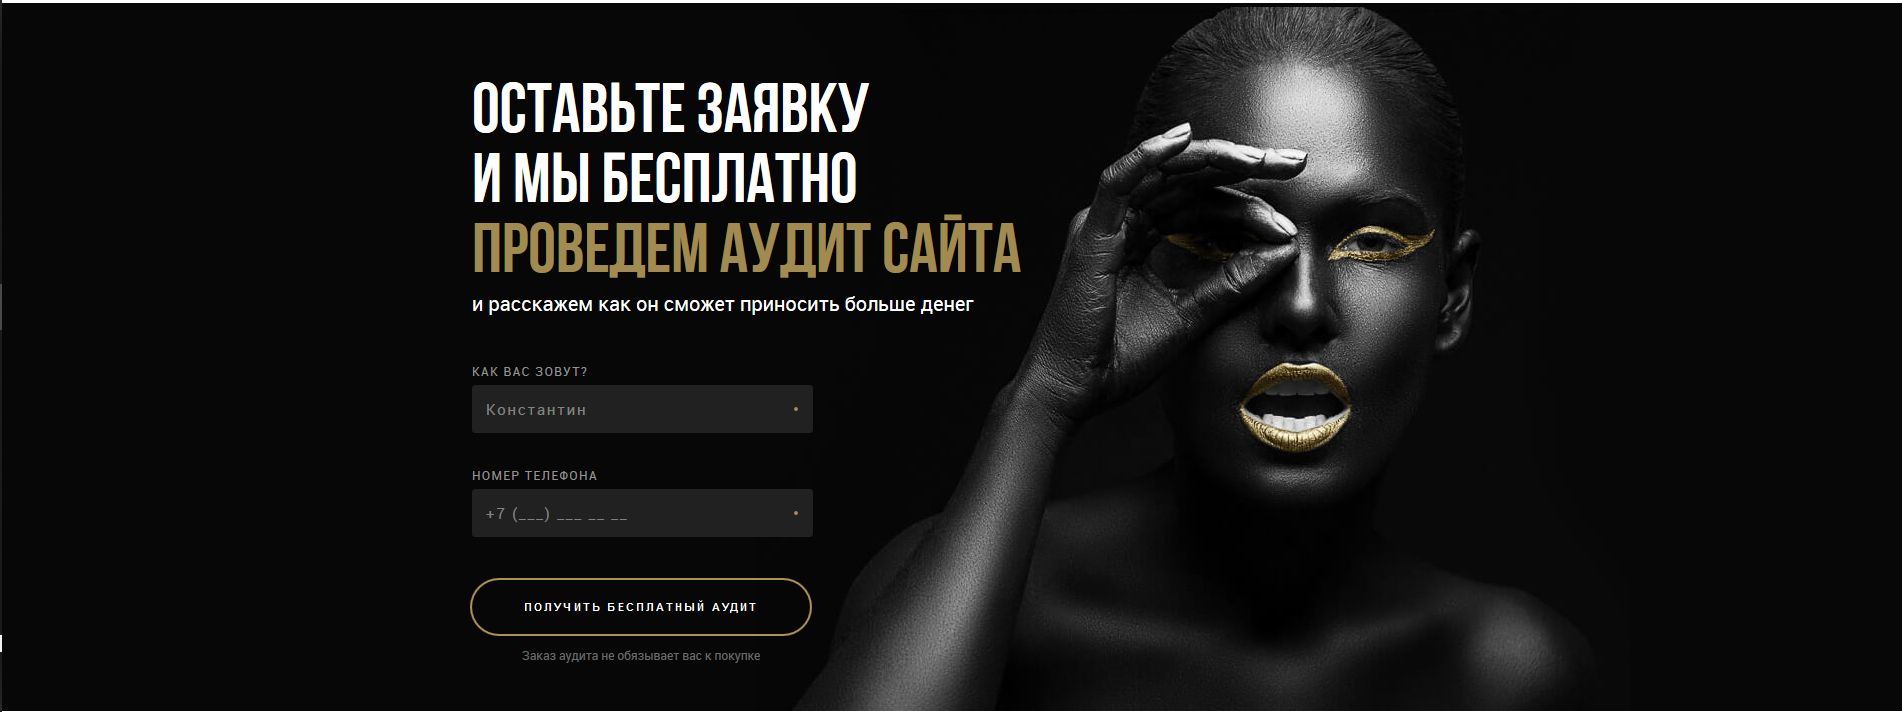 ОСТАВЬТЕ ЗАЯВКУ
И МЫ БЕСПЛАТНО
ПРОВЕДЕМ АУДИТ САЙТА
и расскажем как он сможет приносить больше денег
КАК ВАС ЗОВУТ?
Константин
НОМЕР ТЕЛЕФОНА
+7 (___) ___ __ __
ПОЛУЧИТЬ БЕСПЛАТНЫЙ АУДИТ
Заказ аудита не обязывает вас к покупке